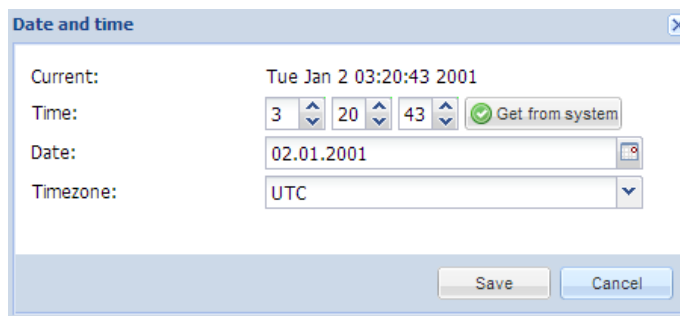 Date and time
Current: Tue Jan 2 03:20:43 2001
Time: 3 20 43 Get from system
Date: 02.01.2001
Timezone: UTC
Save Cancel